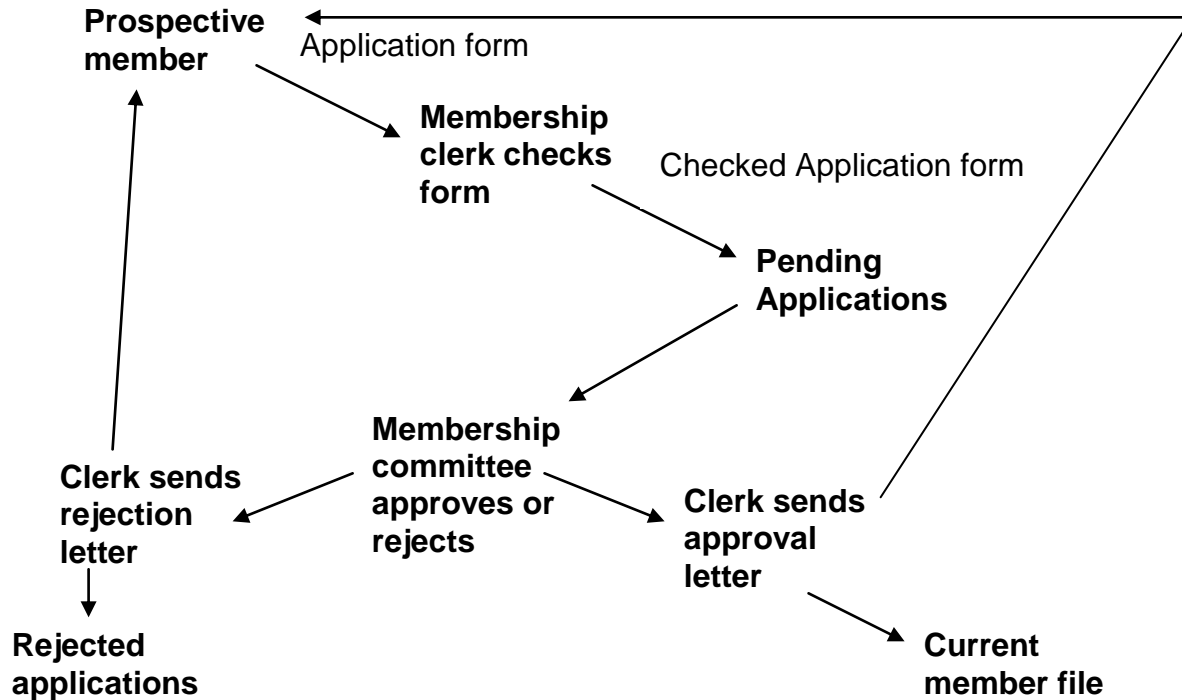 Prospective
member
Application form
Membership
clerk checks
form
Checked Application form
Pending
Applications
Membership
committee
approves or
rejects
Clerk sends
rejection
letter
Clerk sends
approval
letter
Rejected
applications
Current
member file